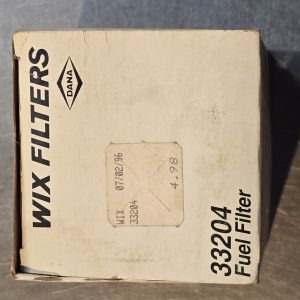 WIX FILTERS
DANA
07/02/96
WIX
33204
4.98
33204
Fuel Filter